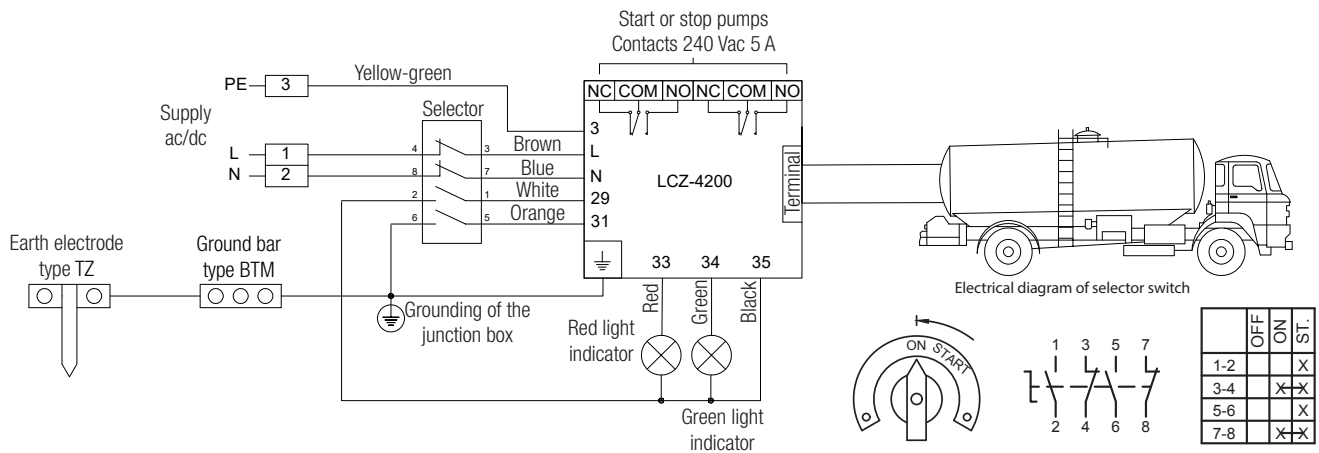 Start or stop pumps
Contacts 240 Vac 5 A
NC COM NO NC COM NO
PE 3 Yellow-green
Supply
ac/dc
Selector
3
L 1 4 3 Brown L
N 2 8 7 Blue N
2 1 White 29
6 5 Orange 31
LCZ-4200
Terminal
Earth electrode
type TZ
Ground bar
type BTM
Grounding of the
junction box
33 34 35
Red Green Black
Red light
indicator
Green light
indicator
Electrical diagram of selector switch
ON START
1 3 5 7
2 4 6 8
OFF ON ST.
1-2 X
3-4 X X
5-6 X
7-8 X X